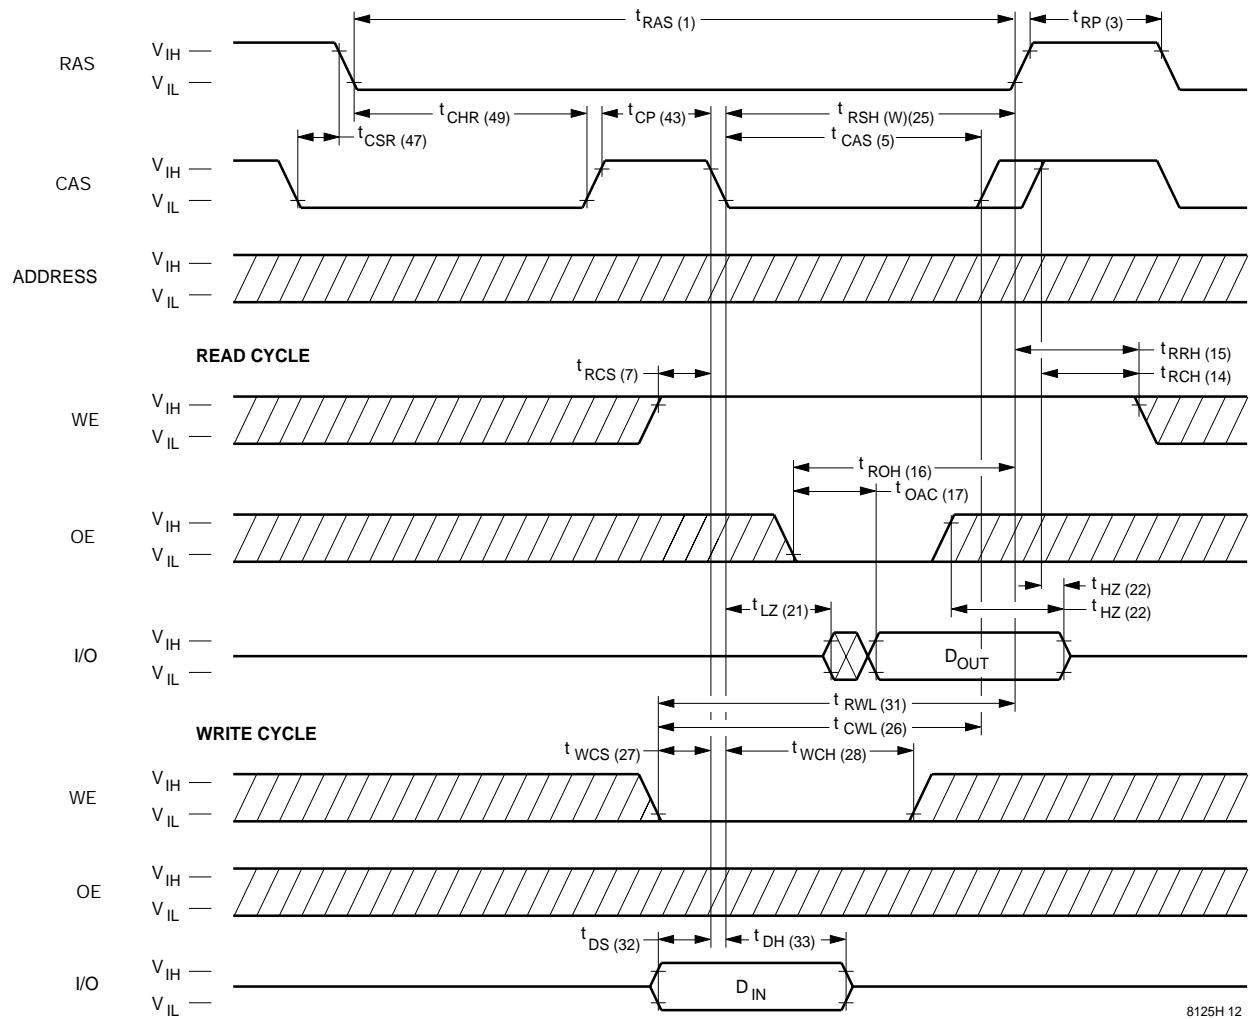 t RAS (1)
t RP (3)
RAS
V IH
V IL
t CHR (49)
t CP (43)
t RSH (W)(25)
t CSR (47)
t CAS (5)
CAS
V IH
V IL
ADDRESS
V IH
V IL
READ CYCLE
t RRH (15)
t RCS (7)
t RCH (14)
WE
V IH
V IL
t ROH (16)
t OAC (17)
OE
V IH
V IL
t HZ (22)
t LZ (21)
t HZ (22)
I/O
V IH
V IL
D OUT
t RWL (31)
t CWL (26)
WRITE CYCLE
t WCS (27)
t WCH (28)
WE
V IH
V IL
OE
V IH
V IL
t DS (32)
t DH (33)
I/O
V IH
V IL
D IN
8125H 12